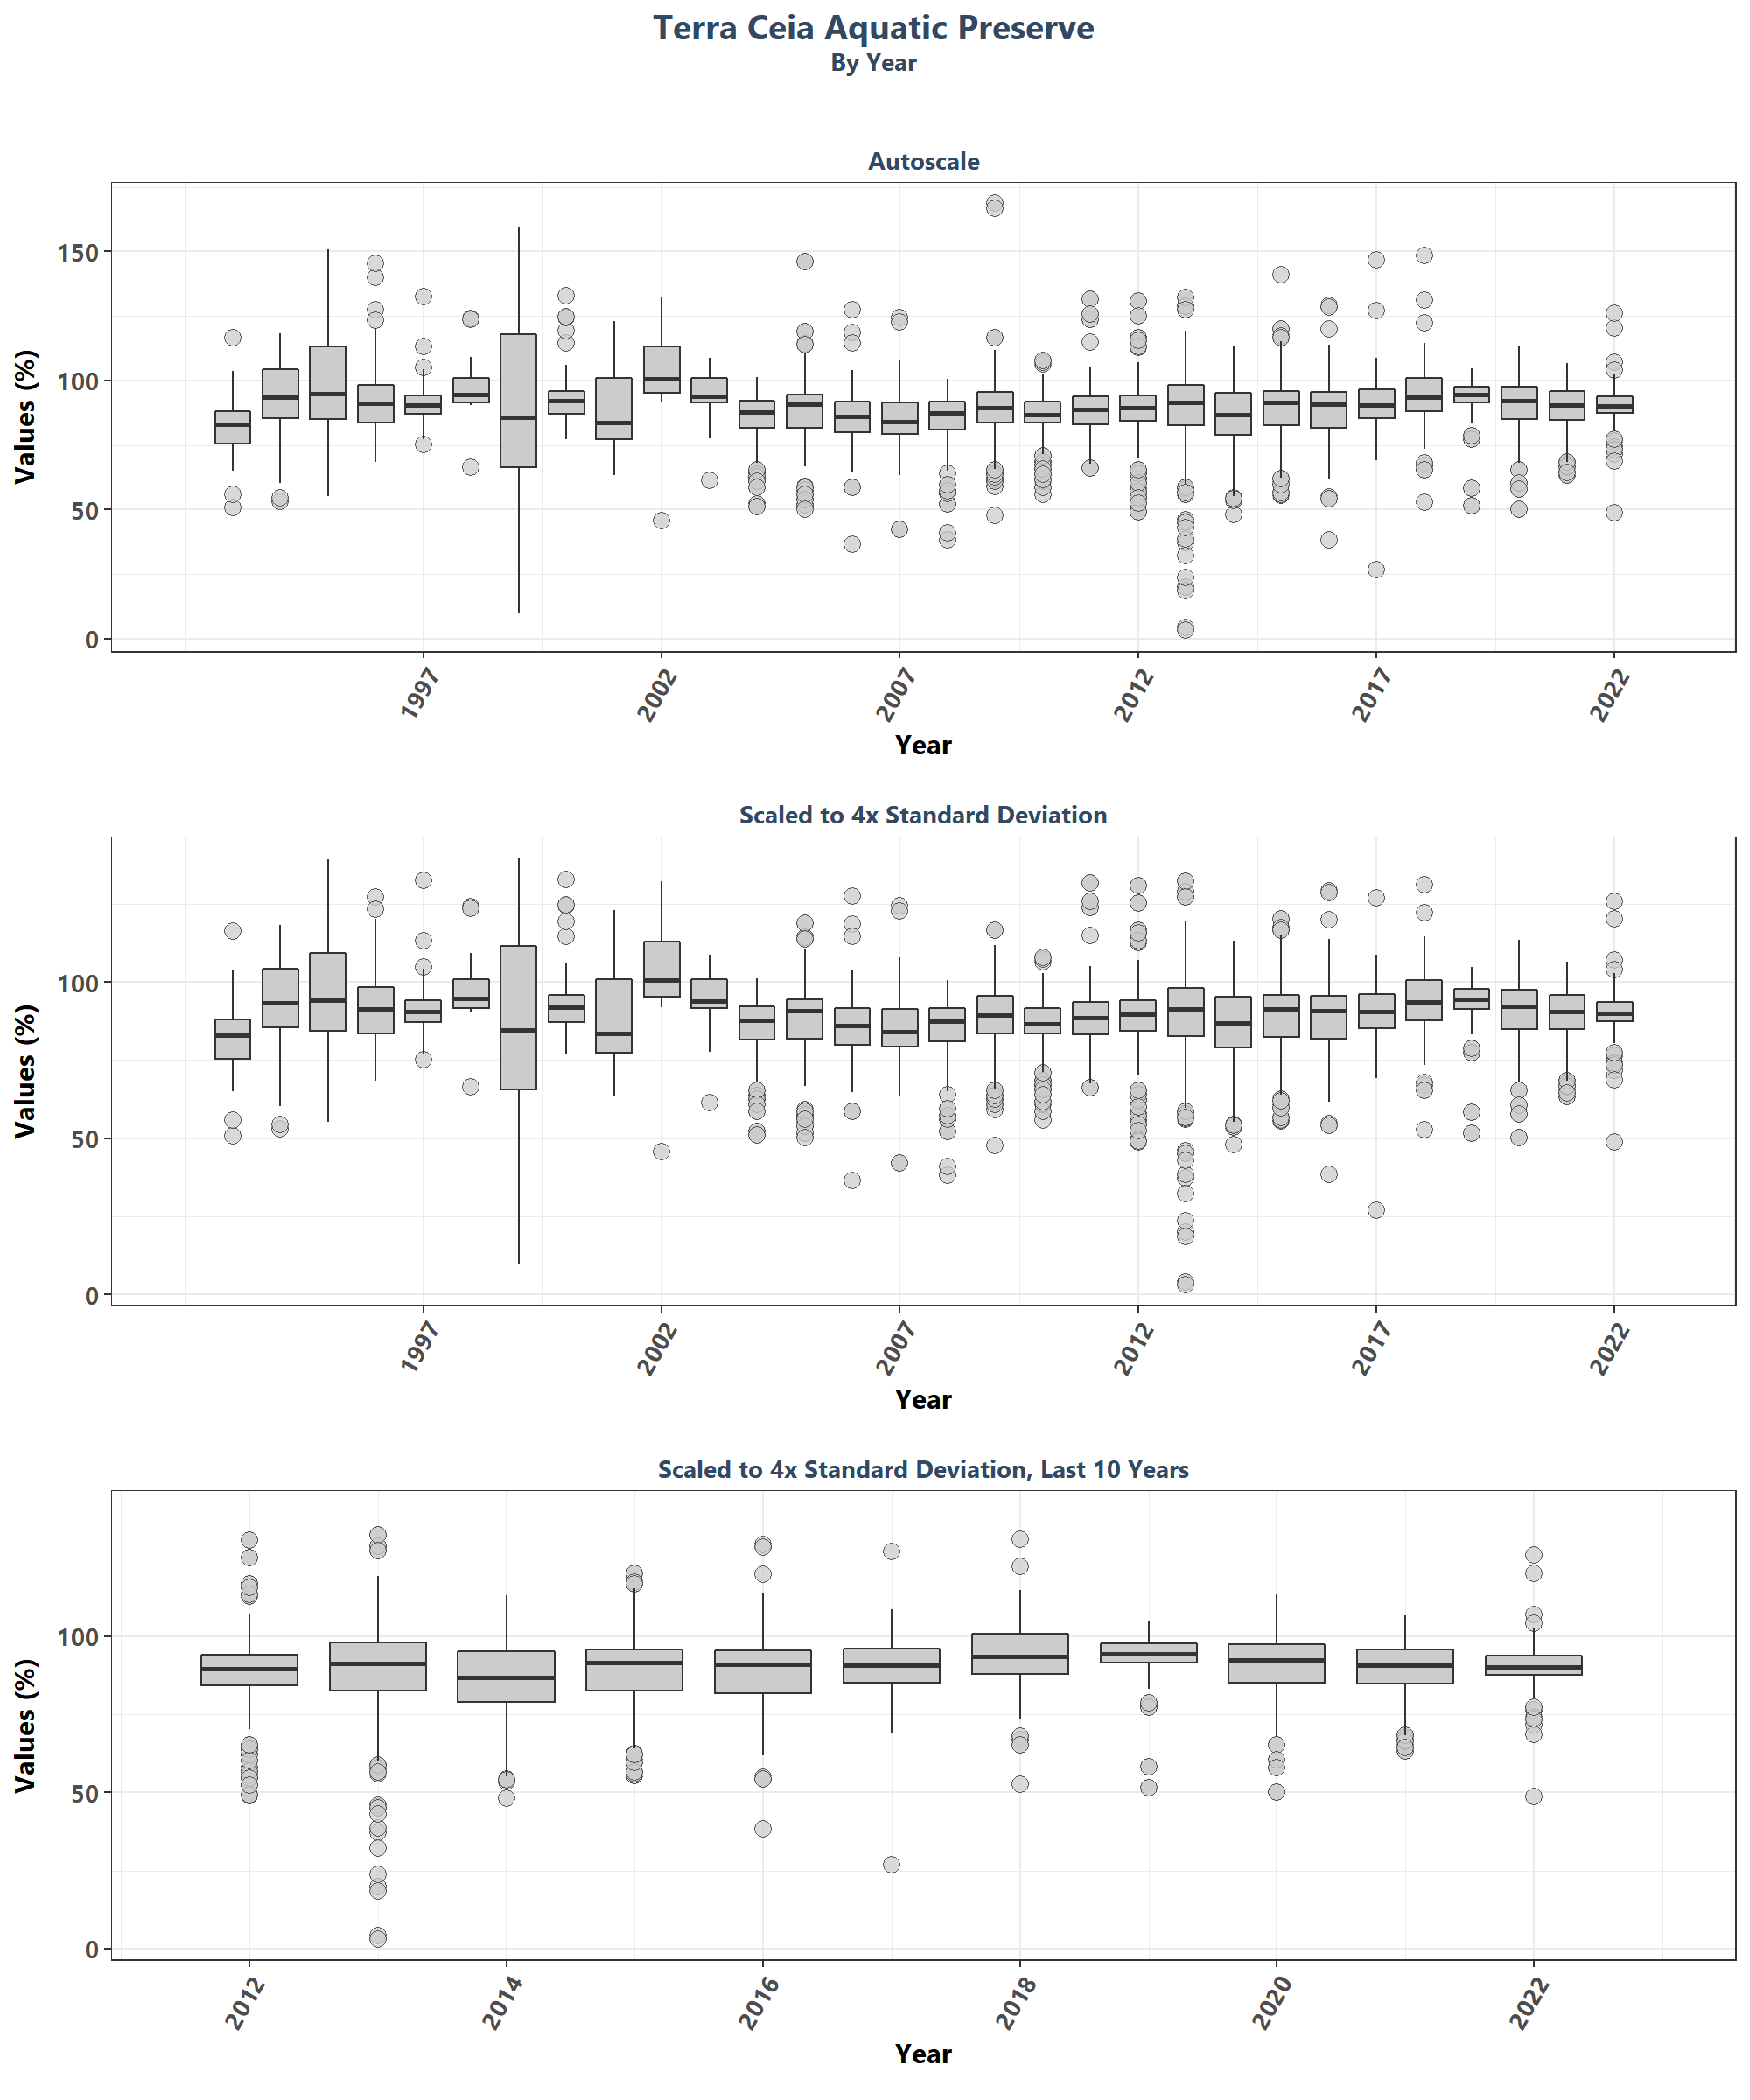 Terra Ceia Aquatic Preserve
By Year
Autoscale
Values (%)
150
100
50
0
1997 2002 2007 2012 2017 2022
Year
Scaled to 4x Standard Deviation
Values (%)
100
50
0
1997 2002 2007 2012 2017 2022
Year
Scaled to 4x Standard Deviation, Last 10 Years
Values (%)
100
50
0
2012 2014 2016 2018 2020 2022
Year